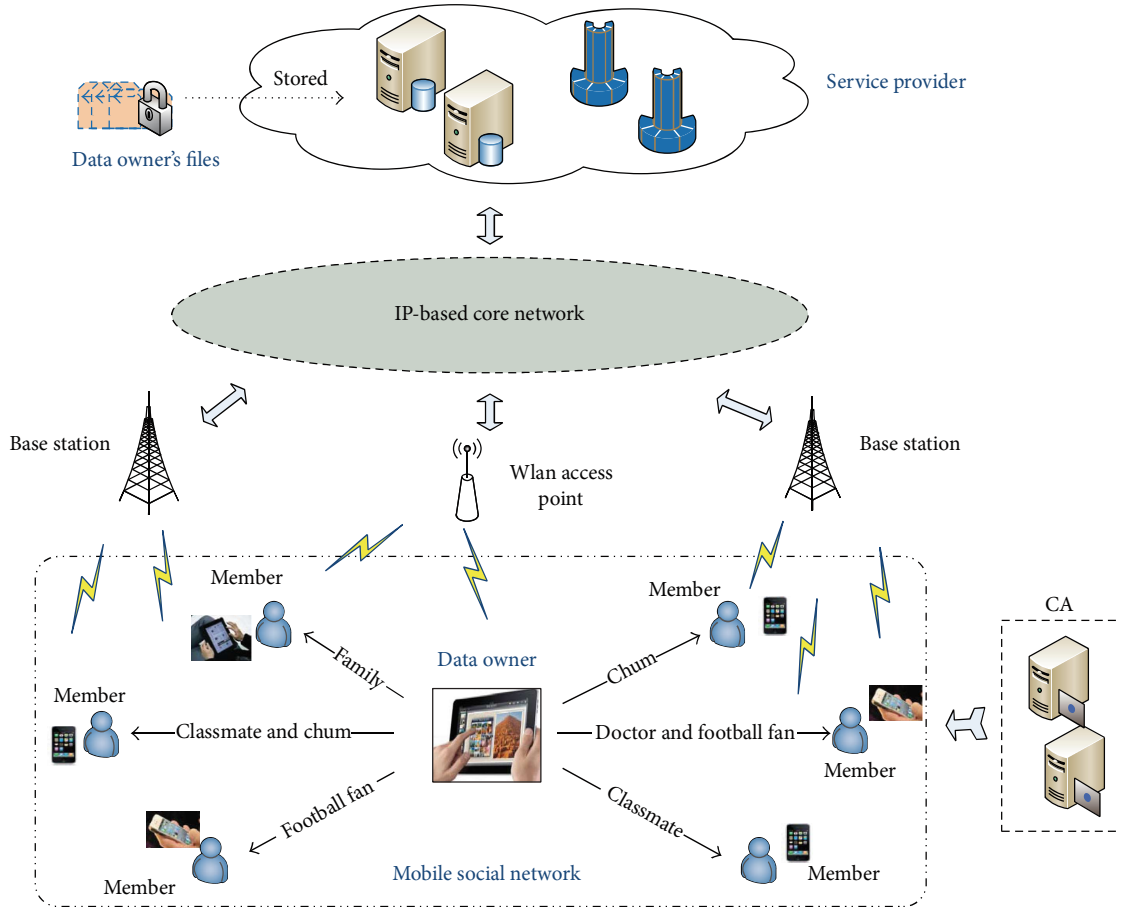 Stored
Service provider
Data owner's files
IP-based core network
Base station
Wlan access
point
Base station
Member
Member
CA
Family
Data owner
Chum
Member
Classmate and chum
Doctor and football fan
Member
Football fan
Classmate
Member
Mobile social network
Member